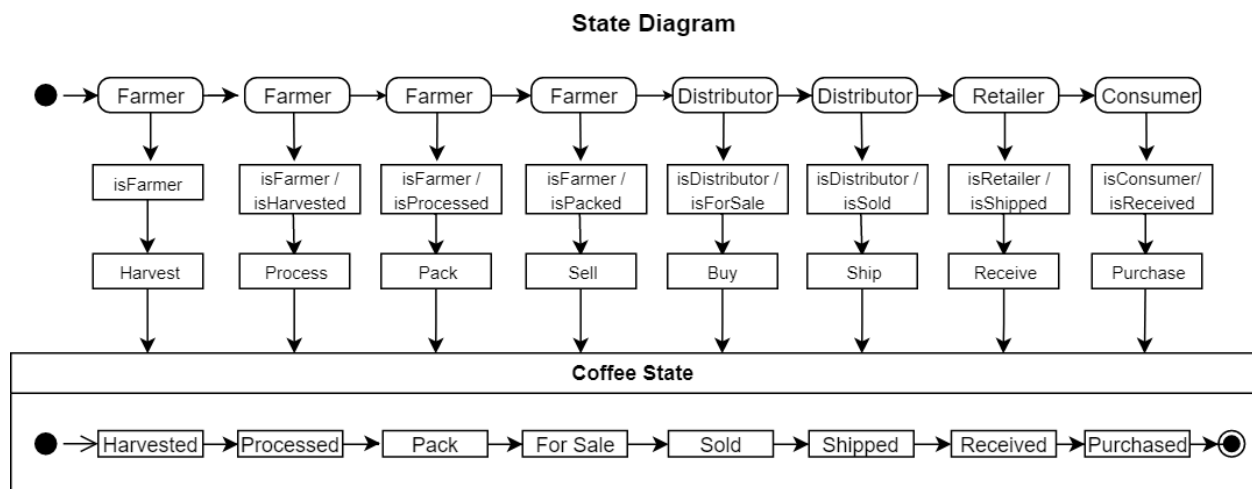 State Diagram
Farmer
Farmer
Farmer
Farmer
Distributor
Distributor
Retailer
Consumer
isFarmer
isFarmer /
isHarvested
isFarmer /
isProcessed
isFarmer /
isPacked
isDistributor /
isForSale
isDistributor /
isSold
isRetailer /
isShipped
isConsumer/
isReceived
Harvest
Process
Pack
Sell
Buy
Ship
Receive
Purchase
Coffee State
Harvested
Processed
Pack
For Sale
Sold
Shipped
Received
Purchased